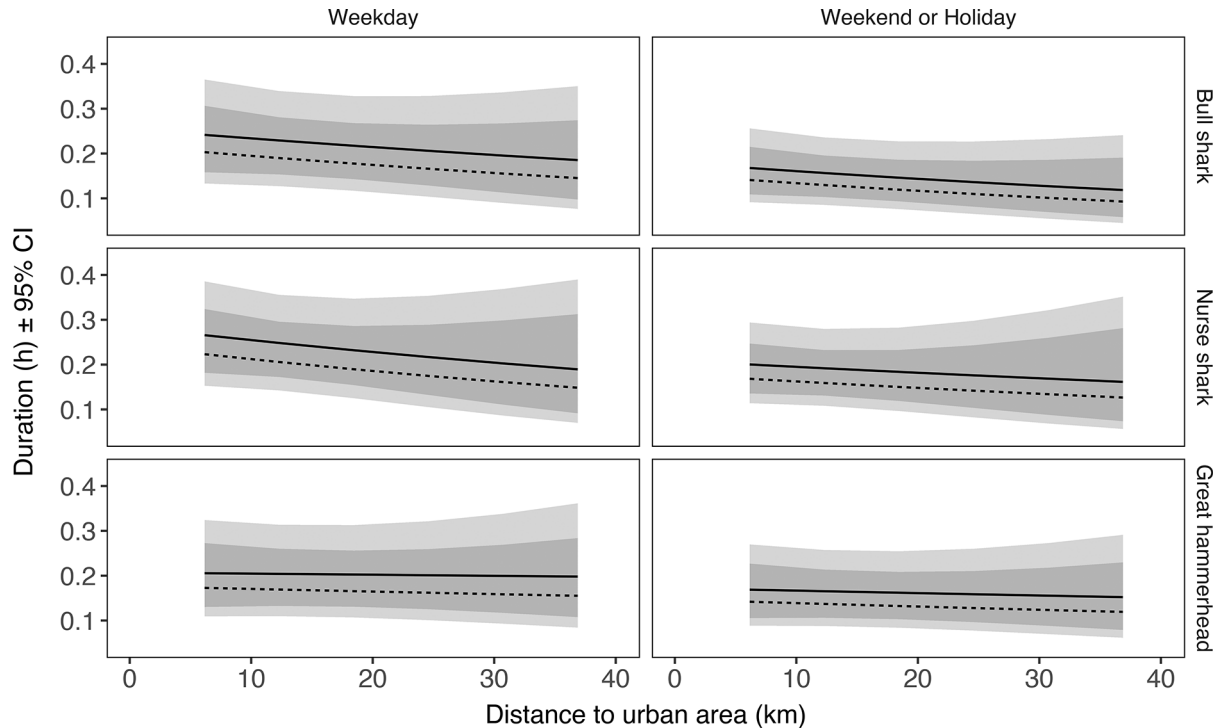 Weekday
Weekend or Holiday
Duration (h) ± 95% CI
0.4
0.3
0.2
0.1
Bull shark
0.4
0.3
0.2
0.1
Nurse shark
0.4
0.3
0.2
0.1
Great hammerhead
0 10 20 30 40
0 10 20 30 40
Distance to urban area (km)